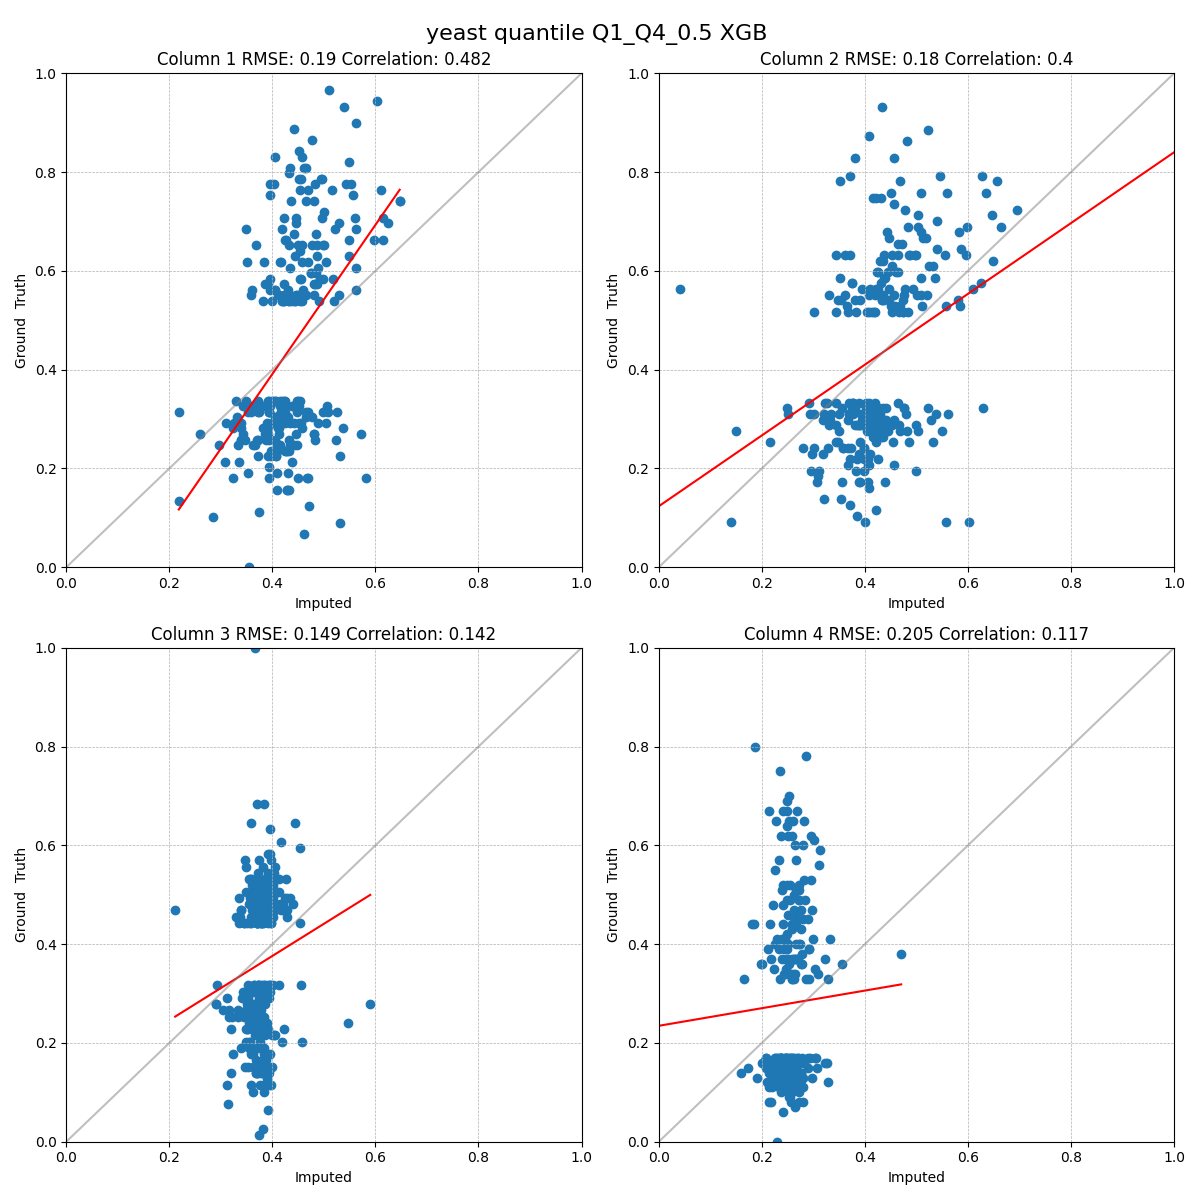 yeast quantile Q1_Q4_0.5 XGB
Column 1 RMSE: 0.19 Correlation: 0.482
1.0
0.8
0.6
0.4
0.2
0.0
Ground Truth
0.0 0.2 0.4 0.6 0.8 1.0
Imputed
Column 2 RMSE: 0.18 Correlation: 0.4
1.0
0.8
0.6
0.4
0.2
0.0
Ground Truth
0.0 0.2 0.4 0.6 0.8 1.0
Imputed
Column 3 RMSE: 0.149 Correlation: 0.142
1.0
0.8
0.6
0.4
0.2
0.0
Ground Truth
0.0 0.2 0.4 0.6 0.8 1.0
Imputed
Column 4 RMSE: 0.205 Correlation: 0.117
1.0
0.8
0.6
0.4
0.2
0.0
Ground Truth
0.0 0.2 0.4 0.6 0.8 1.0
Imputed